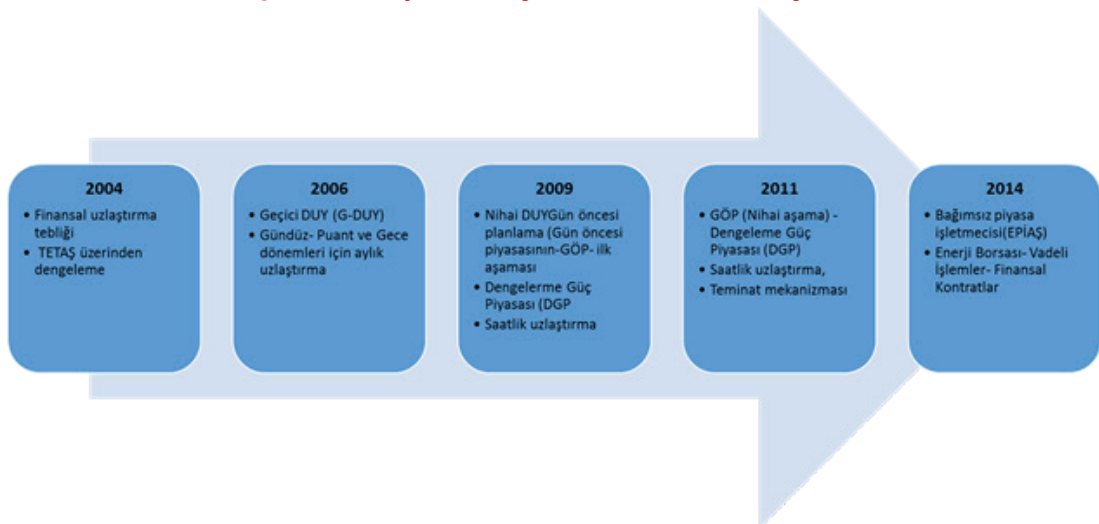 2004
• Finansal uzlaştırma
tebliği
• TETAŞ üzerinden
dengeleme
2006
• Geçici DUY (G-DUY)
• Gündüz- Puant ve Gece
dönemleri için aylık
uzlaştırma
2009
• Nihai DUYGün öncesi
planlama (Gün öncesi
piyasasının-GÖP- ilk
aşaması
• Dengelerme Güç
Piyasası (DGP
• Saatlik uzlaştırma
2011
• GÖP (Nihai aşama) -
Dengeleme Güç
Piyasası (DGP)
• Saatlik uzlaştırma,
• Teminat mekanizması
2014
• Bağımsız piyasa
işletmecisi(EPİAŞ)
• Enerji Borsası- Vadeli
İşlemler- Finansal
Kontratlar